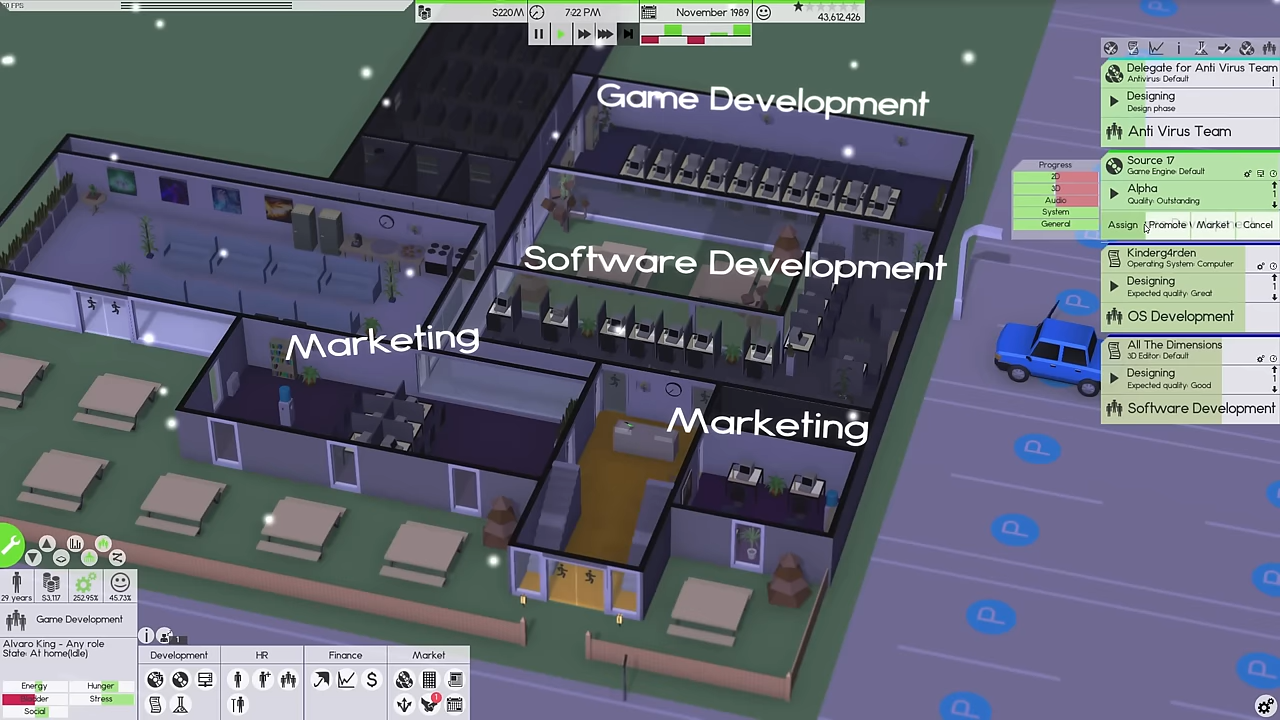 $220M
7:22 PM
November 1989
43,612,426
Delegate for Anti Virus Team
Antivirus: Default
Designing
Design phase
Anti Virus Team
Source 17
Game Engine: Default
Alpha
Quality: Outstanding
Assign
Promote
Market
Cancel
Progress
2D
3D
Audio
System
General
Kinderg4rden
Operating System: Computer
Designing
Expected quality: Great
OS Development
All The Dimensions
3D Editor: Default
Designing
Expected quality: Good
Software Development
Game Development
Software Development
Marketing
Marketing
P
P
P
P
P
P
29 years
$3,117
252.95%
45.73%
Game Development
Alvaro King - Any role
State: At home(Idle)
Energy
Hunger
Stress
Social
Development
HR
Finance
Market
1